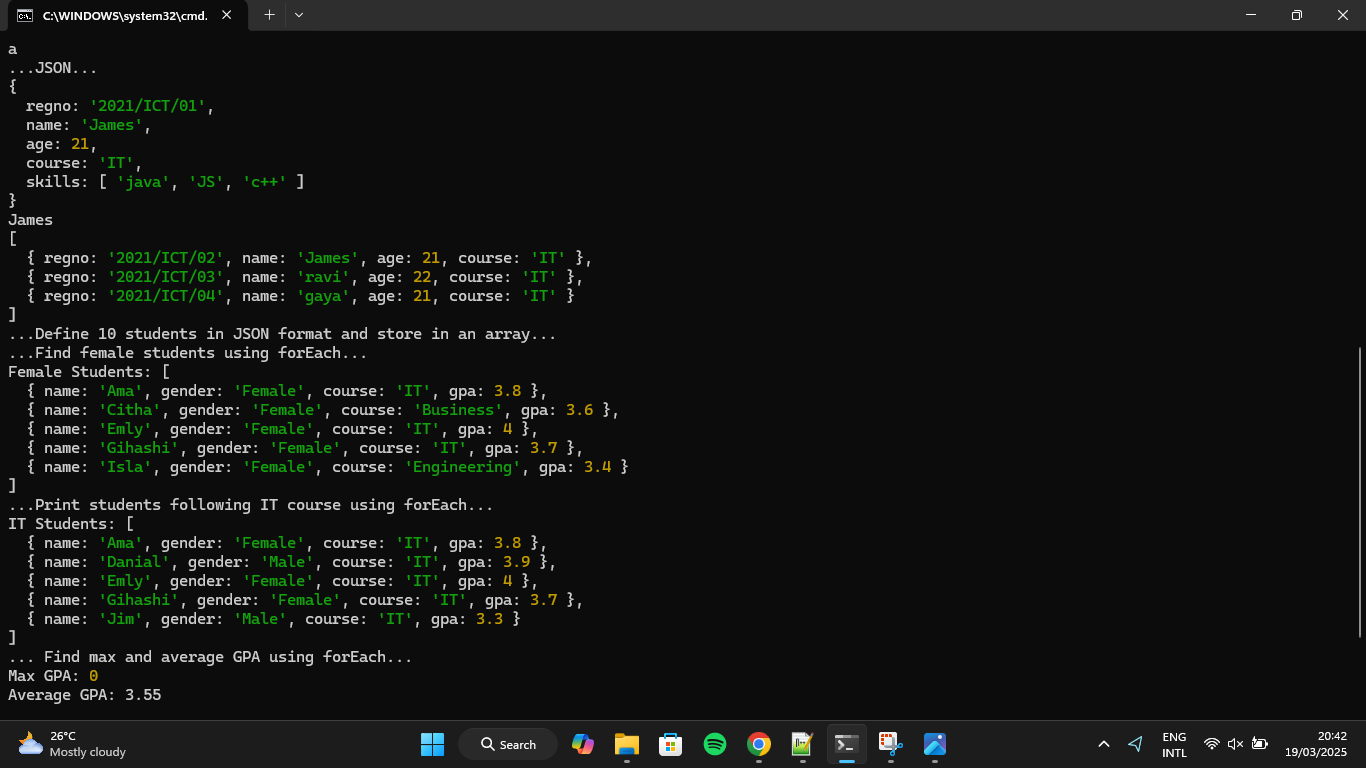 C:\WINDOWS\system32\cmd.
a
...JSON...
{
  regno: '2021/ICT/01',
  name: 'James',
  age: 21,
  course: 'IT',
  skills: [ 'java', 'JS', 'c++' ]
}
James
[
  { regno: '2021/ICT/02', name: 'James', age: 21, course: 'IT' },
  { regno: '2021/ICT/03', name: 'ravi', age: 22, course: 'IT' },
  { regno: '2021/ICT/04', name: 'gaya', age: 21, course: 'IT' }
]
...Define 10 students in JSON format and store in an array...
...Find female students using forEach...
Female Students: [
  { name: 'Ama', gender: 'Female', course: 'IT', gpa: 3.8 },
  { name: 'Citha', gender: 'Female', course: 'Business', gpa: 3.6 },
  { name: 'Emly', gender: 'Female', course: 'IT', gpa: 4 },
  { name: 'Gihashi', gender: 'Female', course: 'IT', gpa: 3.7 },
  { name: 'Isla', gender: 'Female', course: 'Engineering', gpa: 3.4 }
]
...Print students following IT course using forEach...
IT Students: [
  { name: 'Ama', gender: 'Female', course: 'IT', gpa: 3.8 },
  { name: 'Danial', gender: 'Male', course: 'IT', gpa: 3.9 },
  { name: 'Emly', gender: 'Female', course: 'IT', gpa: 4 },
  { name: 'Gihashi', gender: 'Female', course: 'IT', gpa: 3.7 },
  { name: 'Jim', gender: 'Male', course: 'IT', gpa: 3.3 }
]
... Find max and average GPA using forEach...
Max GPA: 0
Average GPA: 3.55
26°C
Mostly cloudy
Search
ENG
INTL
20:42
19/03/2025